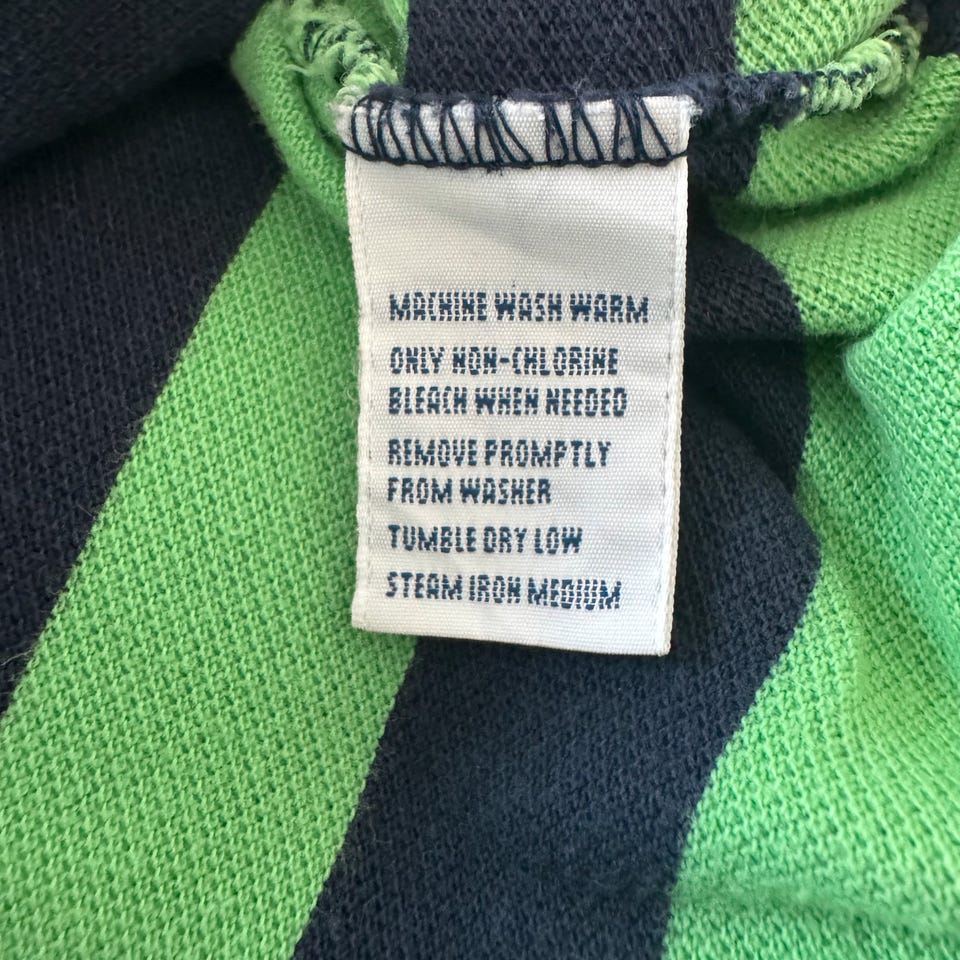 MACHINE WASH WARM
ONLY NON-CHLORINE
BLEACH WHEN NEEDED
REMOVE PROMPTLY
FROM WASHER
TUMBLE DRY LOW
STEAM IRON MEDIUM